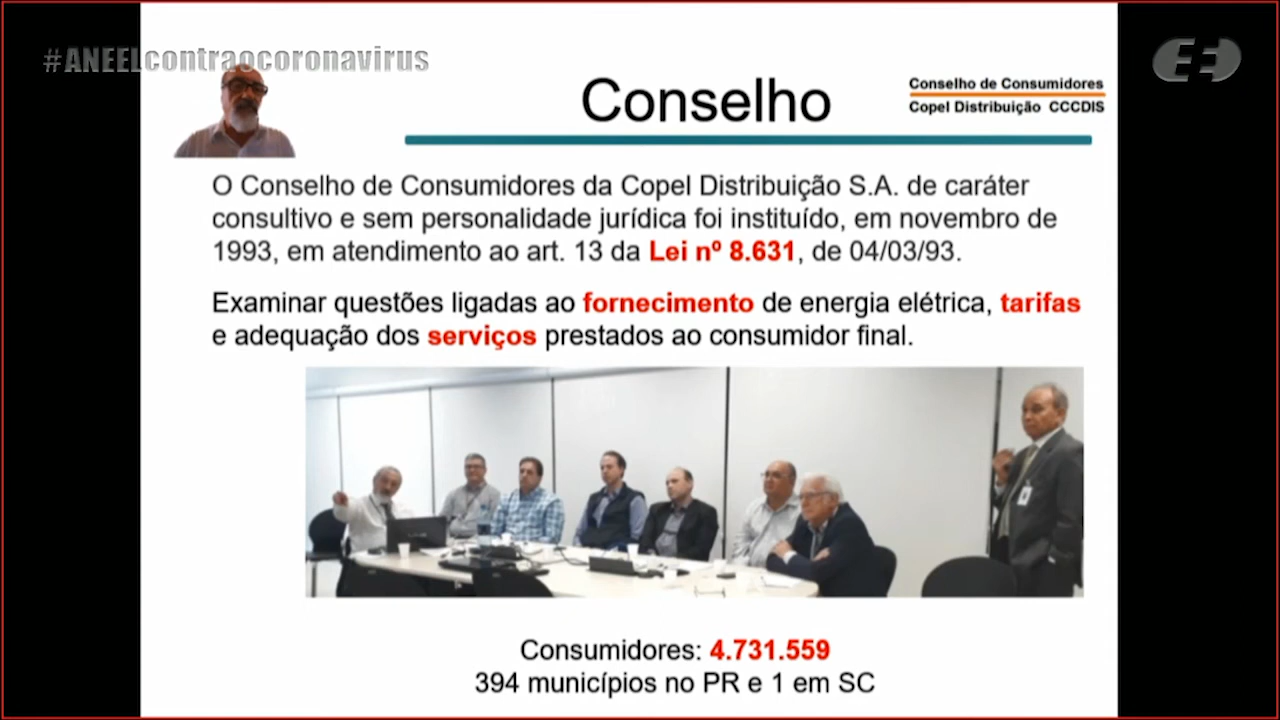 #ANEELcontraocoronavirus
Conselho
Conselho de Consumidores
Copel Distribuição CCCDIS
O Conselho de Consumidores da Copel Distribuição S.A. de caráter
consultivo e sem personalidade jurídica foi instituído, em novembro de
1993, em atendimento ao art. 13 da Lei nº 8.631, de 04/03/93.
Examinar questões ligadas ao fornecimento de energia elétrica, tarifas
e adequação dos serviços prestados ao consumidor final.
Consumidores: 4.731.559
394 municípios no PR e 1 em SC